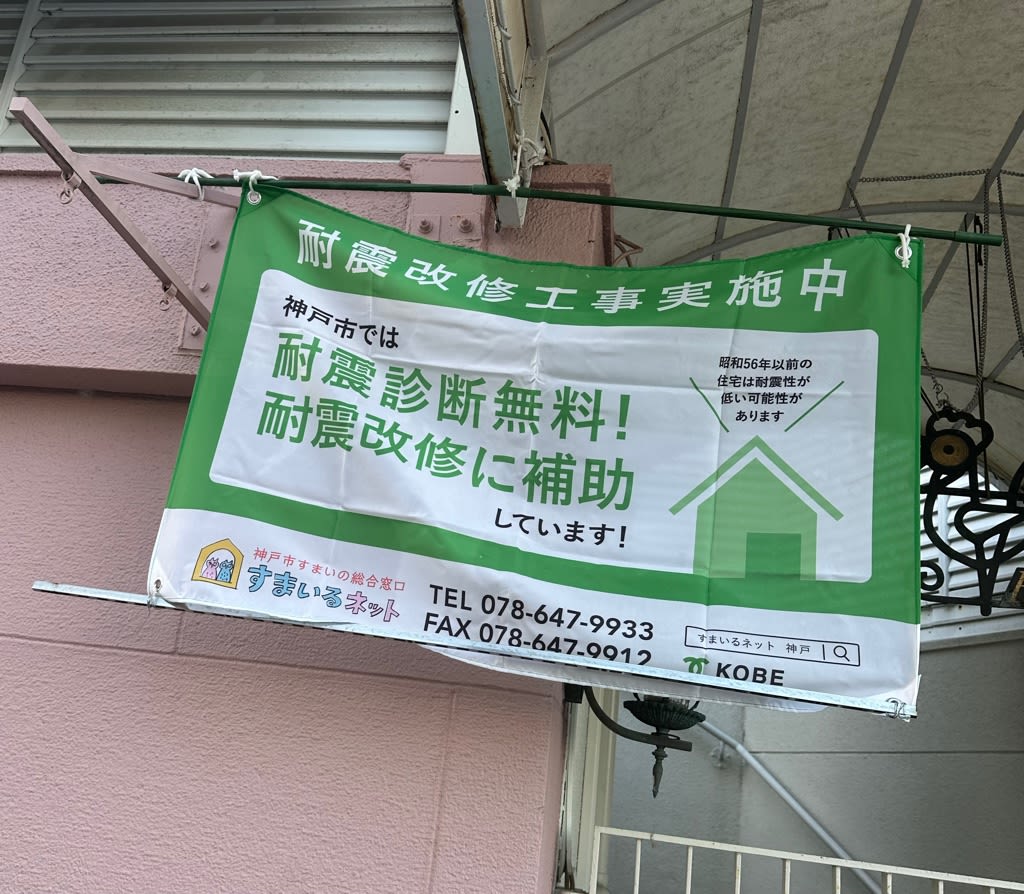 耐震改修工事実施中
神戸市では
耐震診断無料!
耐震改修に補助
しています!
昭和56年以前の
住宅は耐震性が
低い可能性が
あります
神戸市すまいの総合窓口
すまいるネット
TEL 078-647-9933
FAX 078-647-9912
すまいるネット 神戸
KOBE